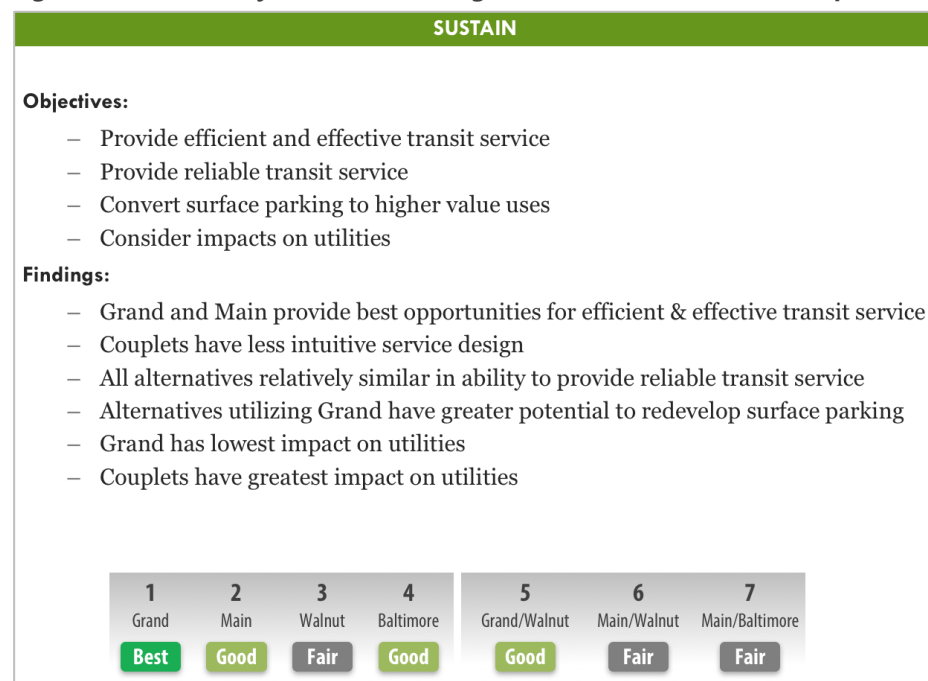 SUSTAIN
Objectives:
– Provide efficient and effective transit service
– Provide reliable transit service
– Convert surface parking to higher value uses
– Consider impacts on utilities
Findings:
– Grand and Main provide best opportunities for efficient & effective transit service
– Couplets have less intuitive service design
– All alternatives relatively similar in ability to provide reliable transit service
– Alternatives utilizing Grand have greater potential to redevelop surface parking
– Grand has lowest impact on utilities
– Couplets have greatest impact on utilities
1 2 3 4 5 6 7
Grand Main Walnut Baltimore Grand/Walnut Main/Walnut Main/Baltimore
Best Good Fair Good Good Fair Fair